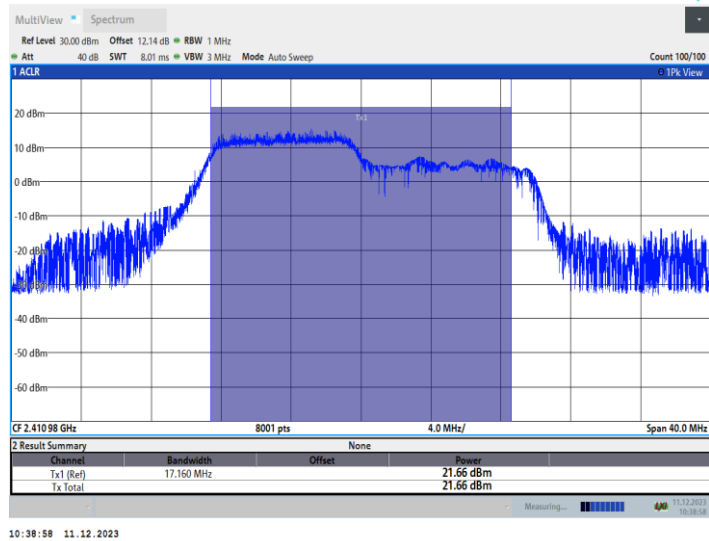 MultiView Spectrum
Ref Level 30.00 dBm Offset 12.14 dB RBW 1 MHz
Att 40 dB SWT 8.01 ms VBW 3 MHz Mode Auto Sweep Count 100/100
1 ACLR 1Pk View
Tx1
20 dBm
10 dBm
0 dBm
-10 dBm
-20 dBm
-30 dBm
-40 dBm
-50 dBm
-60 dBm
CF 2.41098 GHz 8001 pts 4.0 MHz/ Span 40.0 MHz
2 Result Summary None
Channel Bandwidth Offset Power
Tx1 (Ref) 17.160 MHz 21.66 dBm
Tx Total 21.66 dBm
Measuring... 11.12.2023
10:38:58
10:38:58 11.12.2023